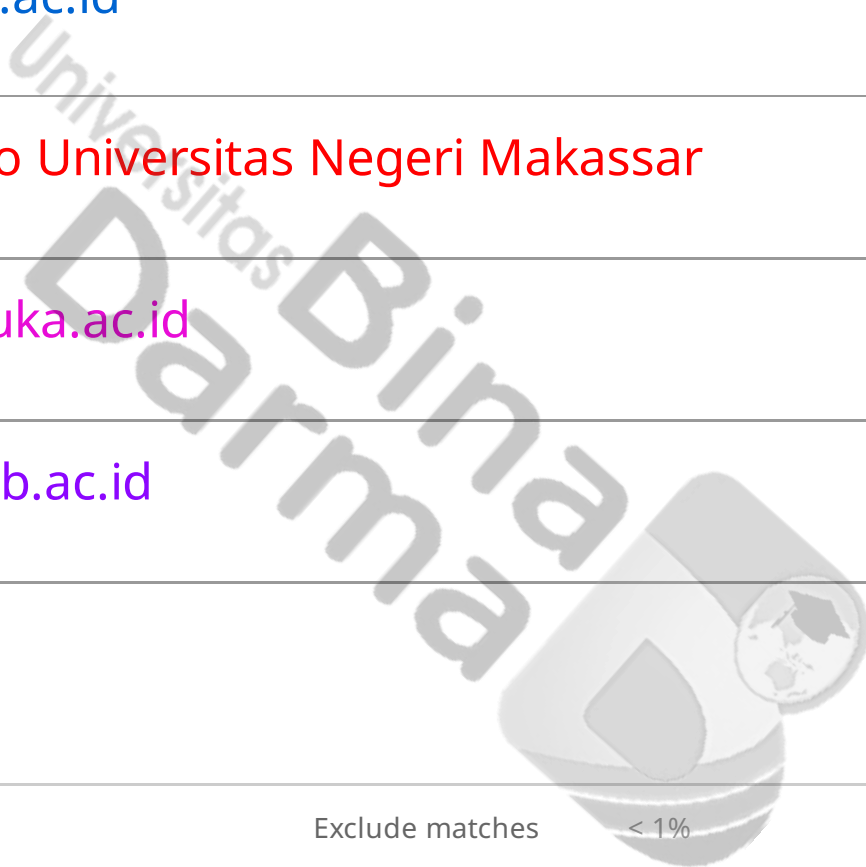 .ac.id
o Universitas Negeri Makassar
uka.ac.id
b.ac.id
Universitas
Bina
Darma
Exclude matches < 1%